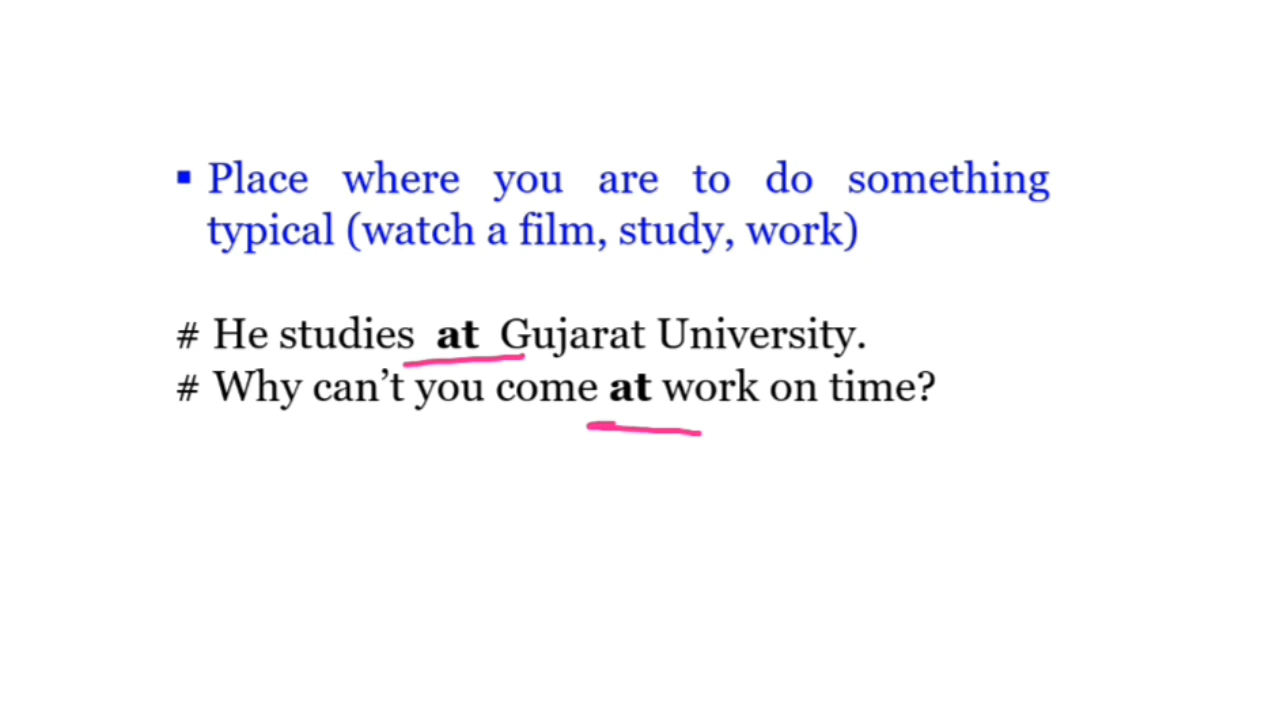 ▪ Place where you are to do something
typical (watch a film, study, work)
# He studies at Gujarat University.
# Why can’t you come at work on time?